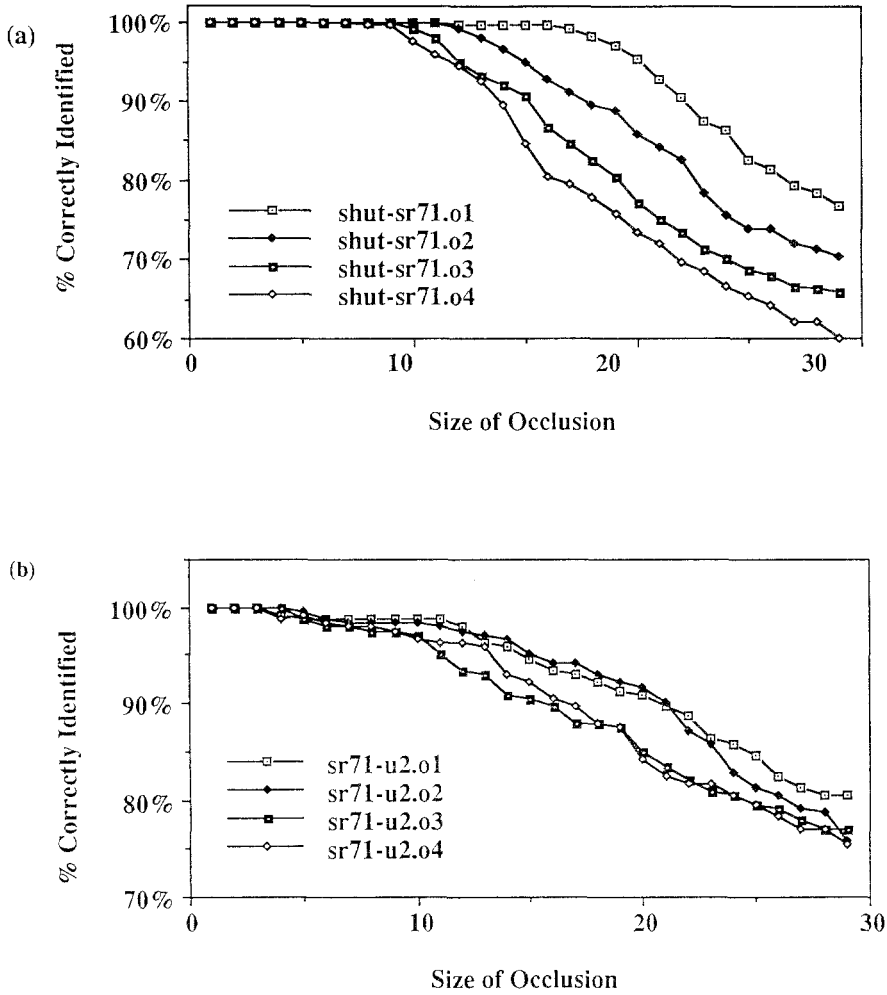 (a)
% Correctly Identified
100%
90%
80%
70%
60%
shut-sr71.o1
shut-sr71.o2
shut-sr71.o3
shut-sr71.o4
0 10 20 30
Size of Occlusion
(b)
% Correctly Identified
100%
90%
80%
70%
sr71-u2.o1
sr71-u2.o2
sr71-u2.o3
sr71-u2.o4
0 10 20 30
Size of Occlusion